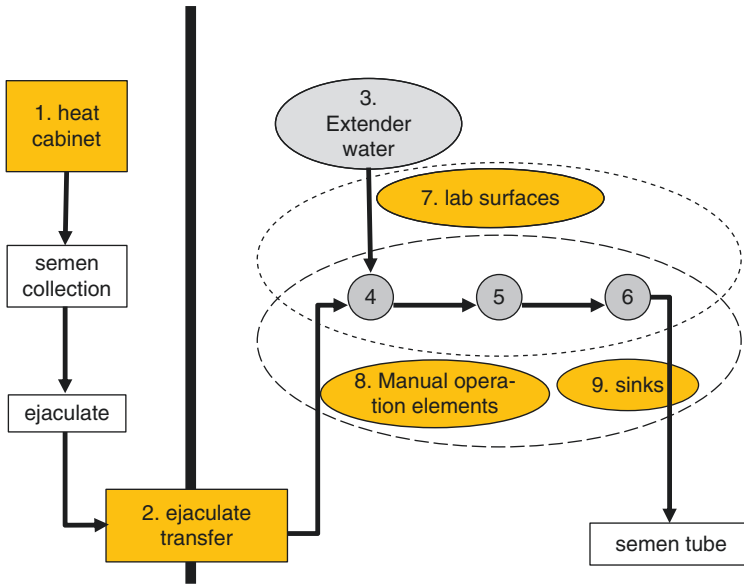 1. heat
cabinet
semen
collection
ejaculate
2. ejaculate
transfer
3.
Extender
water
7. lab surfaces
4
5
6
8. Manual opera-
tion elements
9. sinks
semen tube